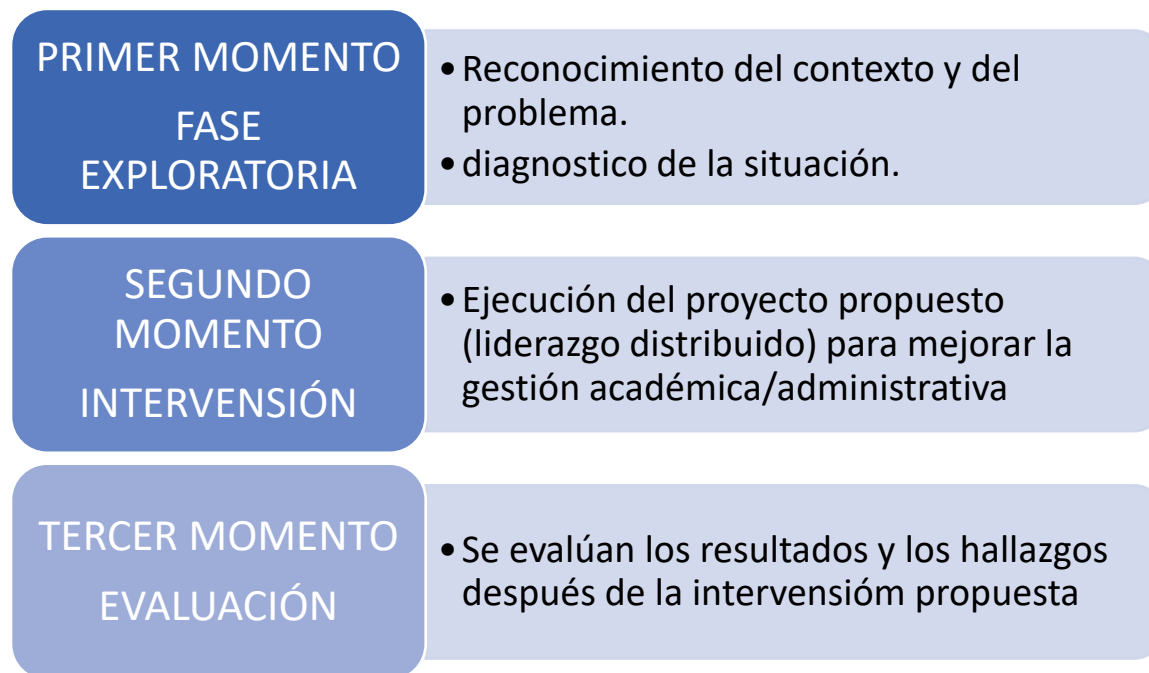 PRIMER MOMENTO
FASE
EXPLORATORIA
•Reconocimiento del contexto y del
problema.
•diagnostico de la situación.
SEGUNDO
MOMENTO
INTERVENSIÓN
•Ejecución del proyecto propuesto
(liderazgo distribuido) para mejorar la
gestión académica/administrativa
TERCER MOMENTO
EVALUACIÓN
•Se evalúan los resultados y los hallazgos
después de la intervensióm propuesta